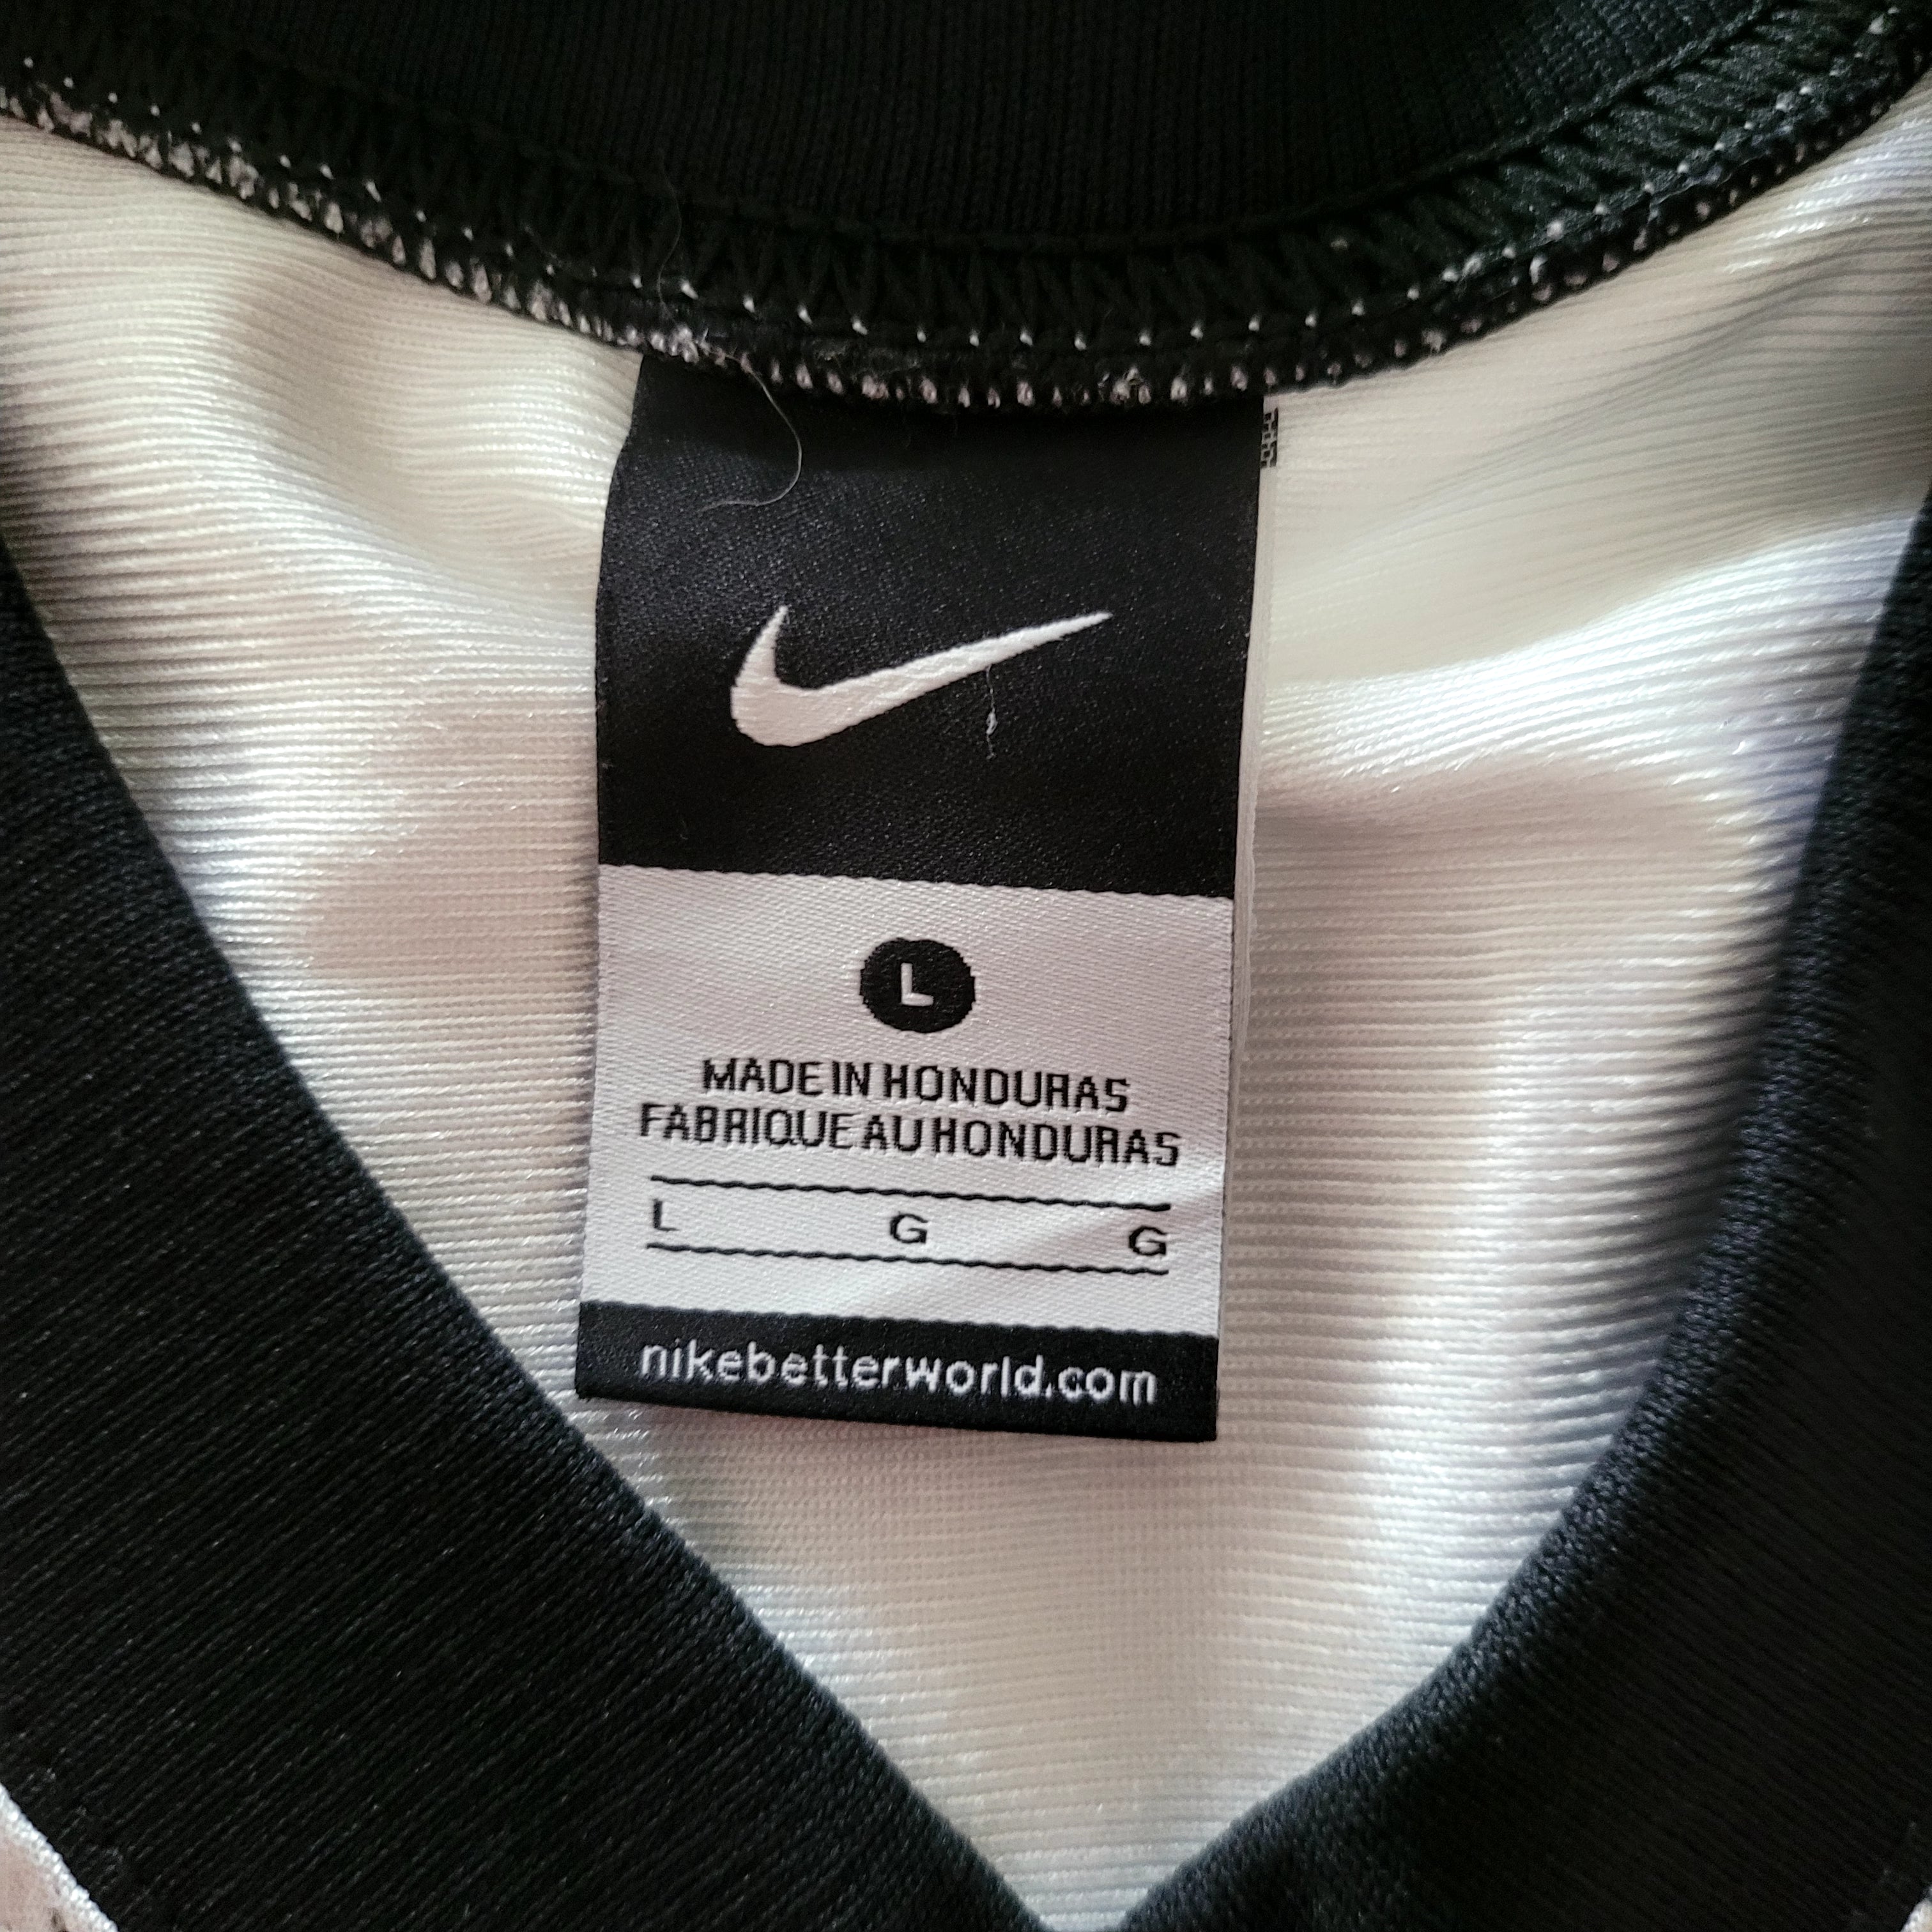 L
MADE IN HONDURAS
FABRIQUE AU HONDURAS
L G G
nikebetterworld.com